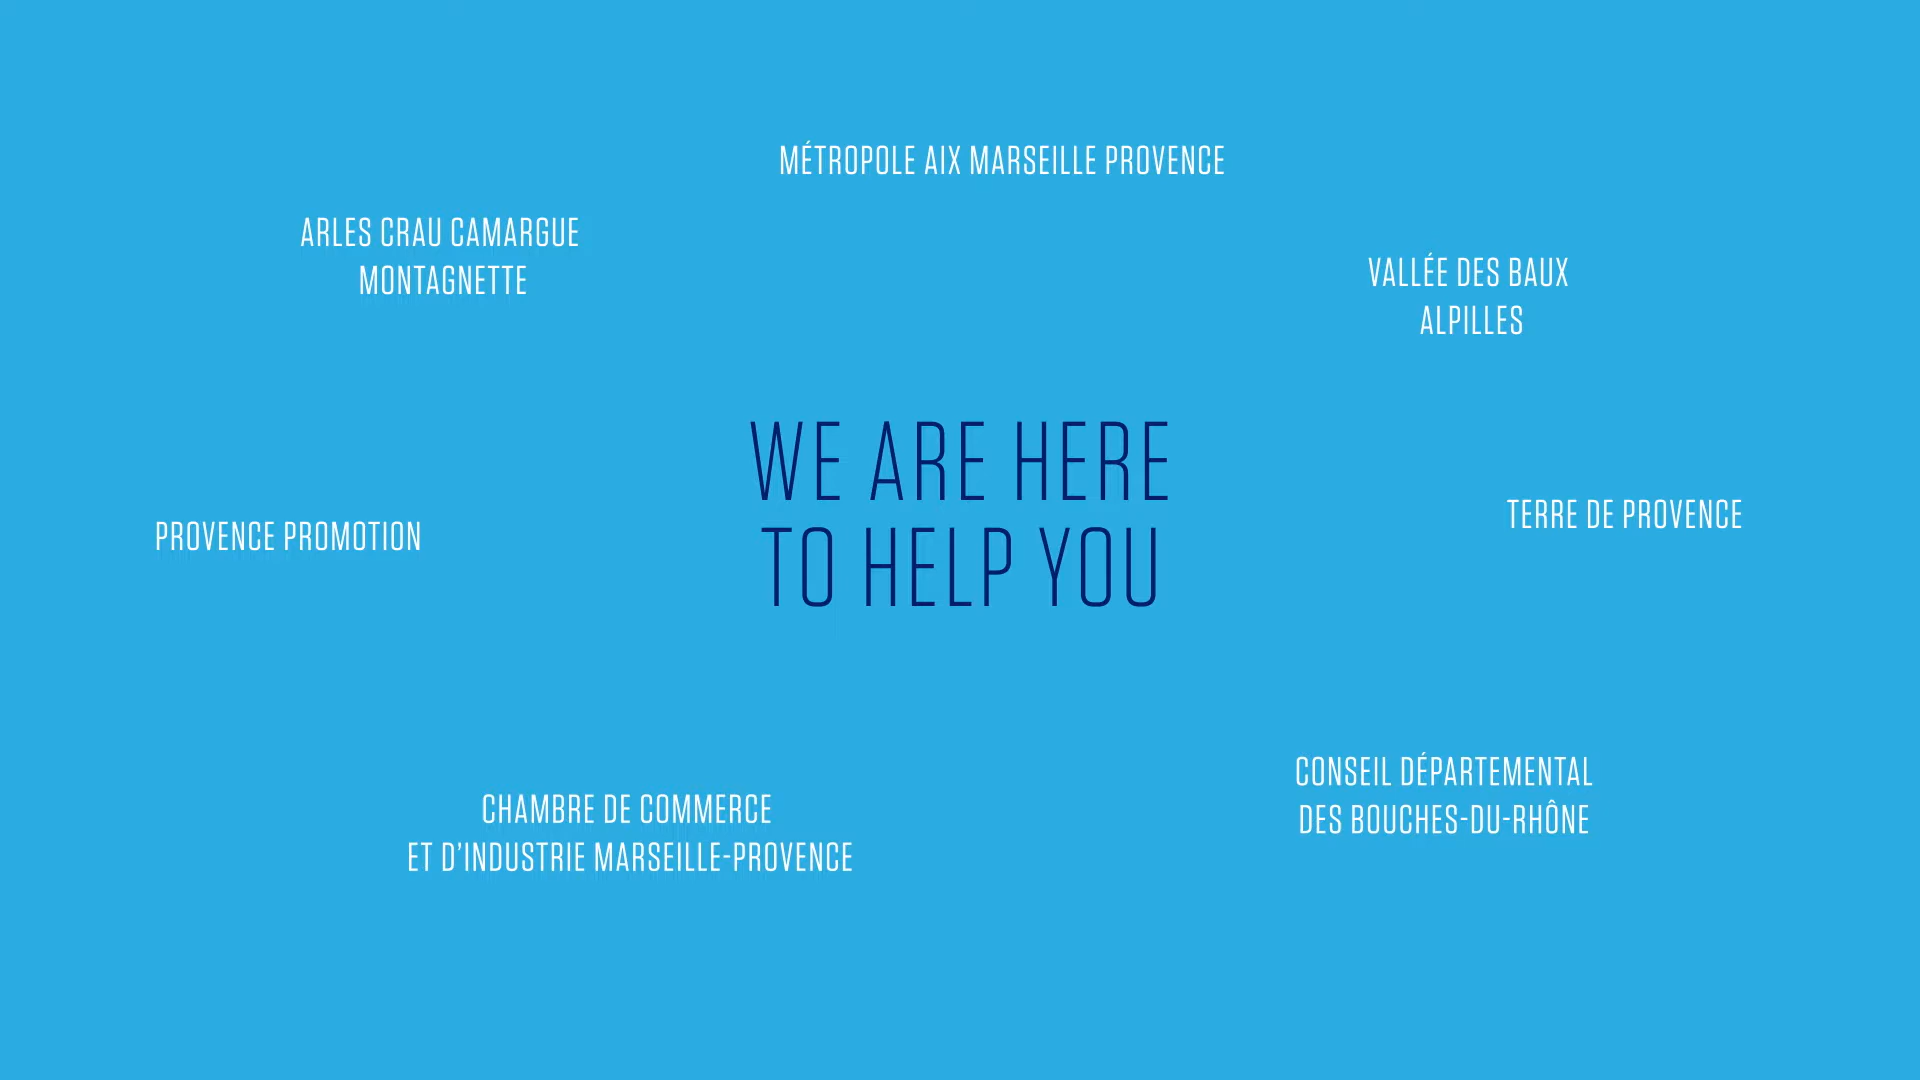 MÉTROPOLE AIX MARSEILLE PROVENCE
ARLES CRAU CAMARGUE
MONTAGNETTE
VALLÉE DES BAUX
ALPILLES
WE ARE HERE
TO HELP YOU
PROVENCE PROMOTION
TERRE DE PROVENCE
CHAMBRE DE COMMERCE
ET D’INDUSTRIE MARSEILLE-PROVENCE
CONSEIL DÉPARTEMENTAL
DES BOUCHES-DU-RHÔNE